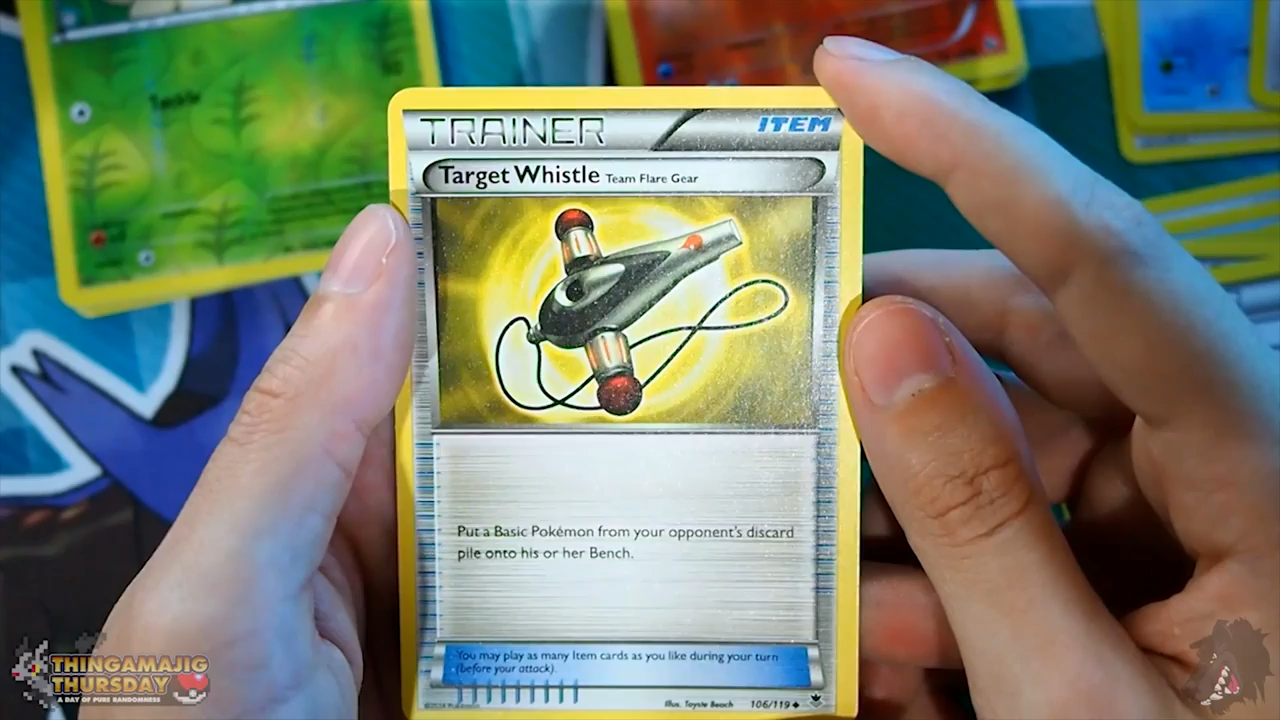 Tackle
TRAINER ITEM
Target Whistle Team Flare Gear
Put a Basic Pokémon from your opponent's discard
pile onto his or her Bench.
You may play as many Item cards as you like during your turn
(before your attack).
Illus. Toyste Beach 106/119
THINGAMAJIG
THURSDAY
A DAY OF PURE RANDOMNESS